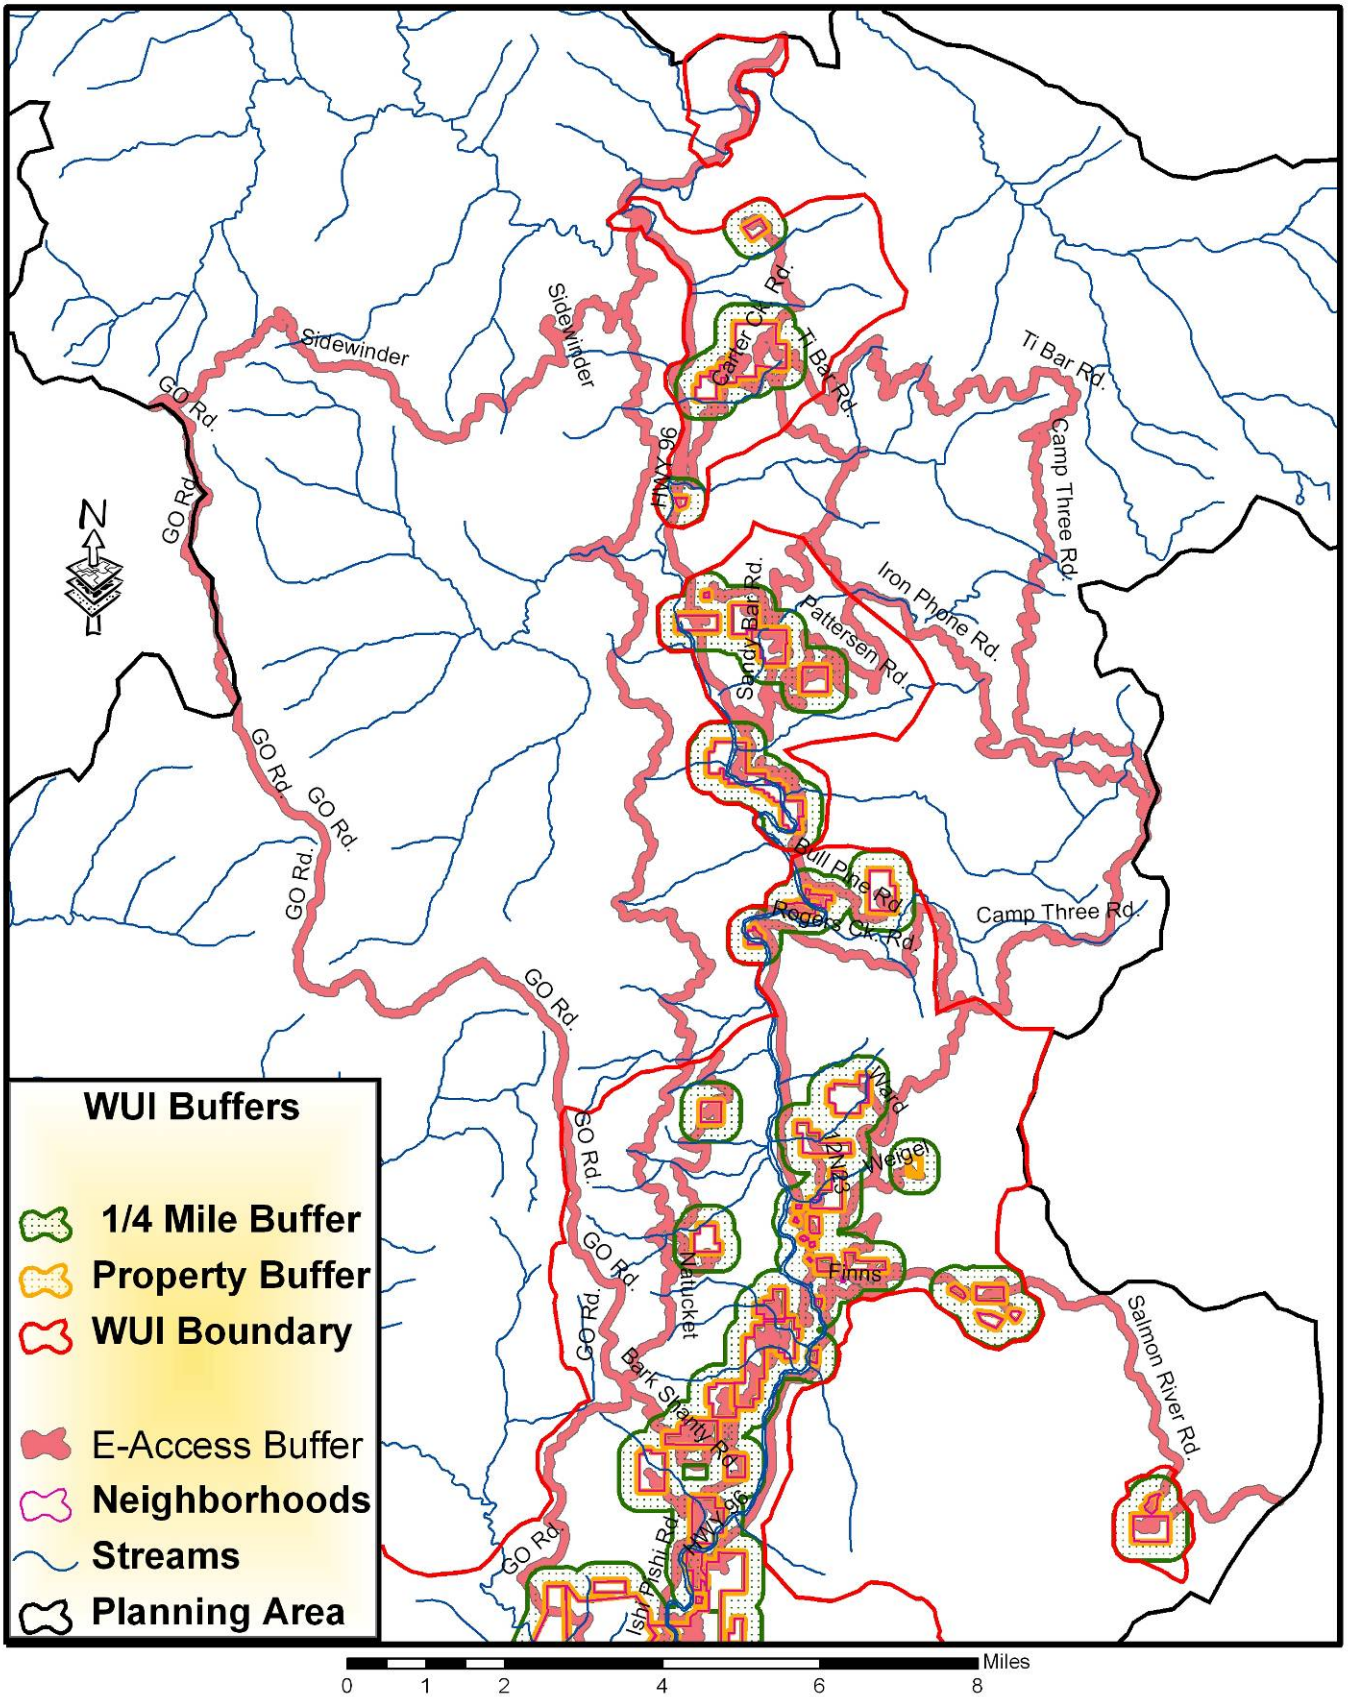 Sidewinder
Carter Ck. Rd.
Sidewinder
Ti Bar Rd.
Ti Bar Rd.
GO Rd.
HWY 96
Camp Three Rd.
GO Rd.
N
Sandy Bar Rd.
Iron Phone Rd.
Pattersen Rd.
GO Rd.
GO Rd.
GO Rd.
Bull Pine Rd.
Rogers Ck. Rd.
Camp Three Rd.
GO Rd.
Ward
GO Rd.
12N23
Weigel
GO Rd.
Nattucket
Finns
GO Rd.
Salmon River Rd.
Bark Shanty Rd.
HWY 96
GO Rd.
Ishi Pishi Rd.
WUI Buffers
1/4 Mile Buffer
Property Buffer
WUI Boundary
E-Access Buffer
Neighborhoods
Streams
Planning Area
Miles
0 1 2 4 6 8